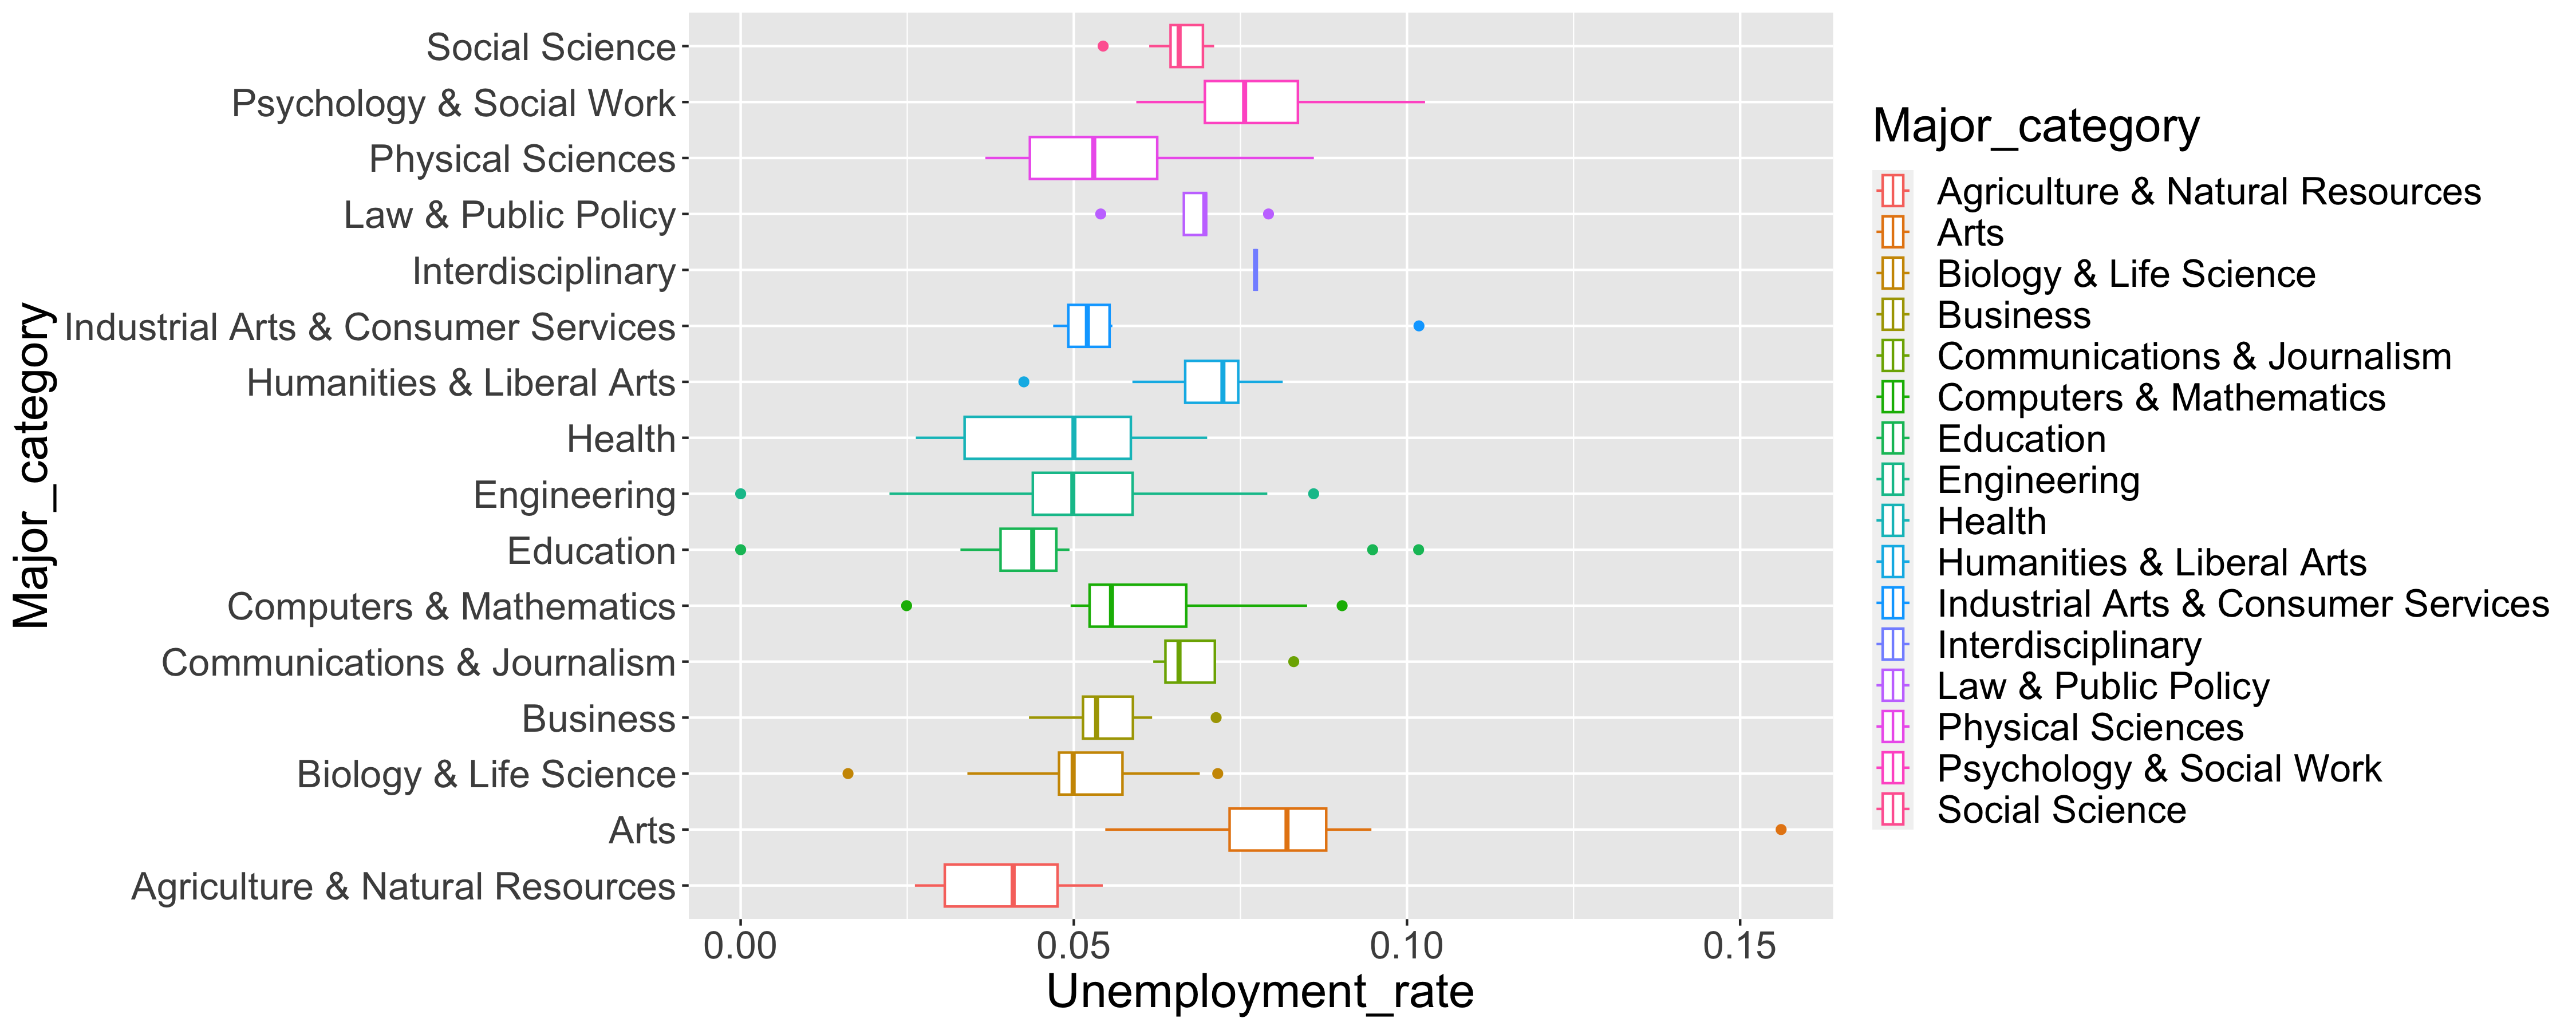 Major_category
Social Science
Psychology & Social Work
Physical Sciences
Law & Public Policy
Interdisciplinary
Industrial Arts & Consumer Services
Humanities & Liberal Arts
Health
Engineering
Education
Computers & Mathematics
Communications & Journalism
Business
Biology & Life Science
Arts
Agriculture & Natural Resources
0.00 0.05 0.10 0.15
Unemployment_rate
Major_category
Agriculture & Natural Resources
Arts
Biology & Life Science
Business
Communications & Journalism
Computers & Mathematics
Education
Engineering
Health
Humanities & Liberal Arts
Industrial Arts & Consumer Services
Interdisciplinary
Law & Public Policy
Physical Sciences
Psychology & Social Work
Social Science